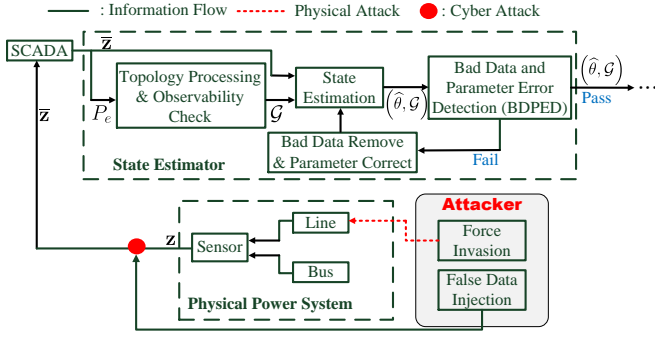 : Information Flow
Physical Attack
: Cyber Attack
SCADA
z̅
Topology Processing
& Observability
Check
P_e
𝒢
State
Estimation
(θ̂, 𝒢)
Bad Data and
Parameter Error
Detection (BDPED)
(θ̂, 𝒢)
Pass
...
z̅
Bad Data Remove
& Parameter Correct
Fail
State Estimator
Attacker
Line
Force
Invasion
z
Sensor
Bus
False Data
Injection
Physical Power System